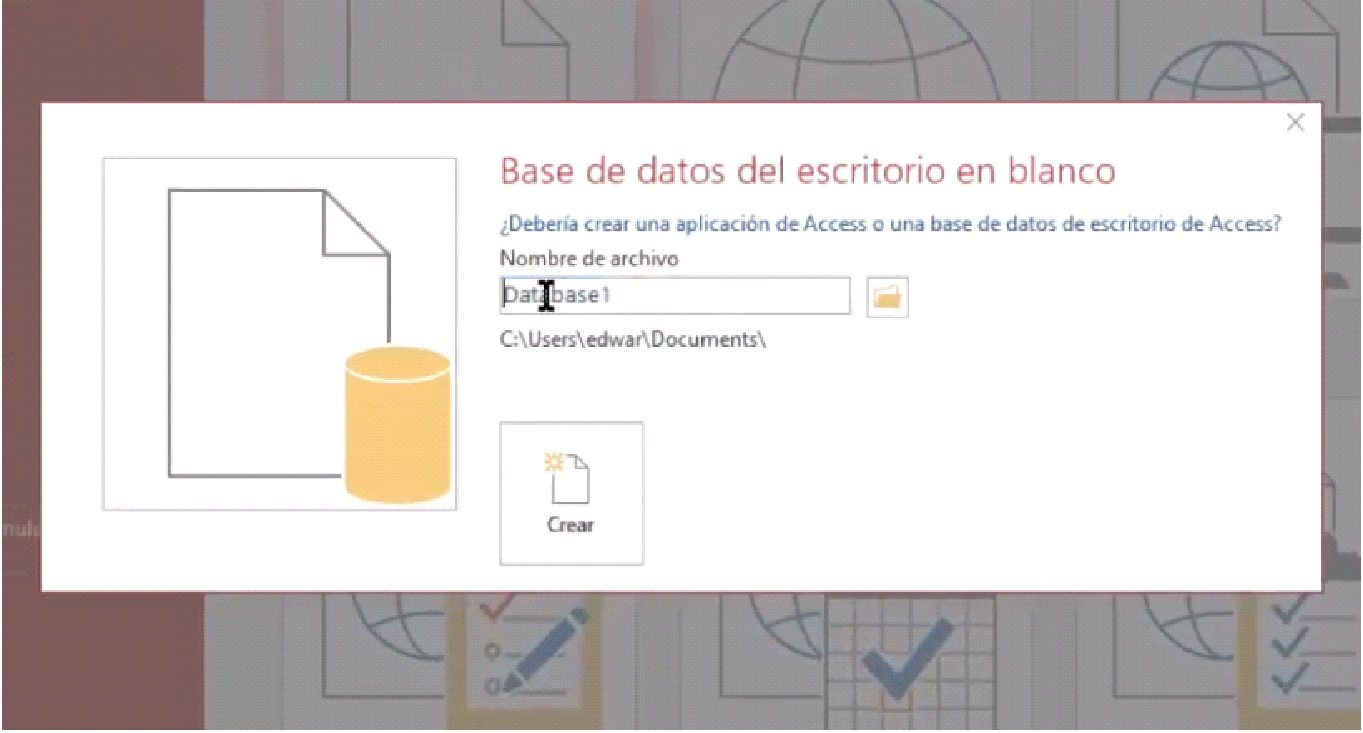 Base de datos del escritorio en blanco
¿Debería crear una aplicación de Access o una base de datos de escritorio de Access?
Nombre de archivo
Database1
C:\Users\edwar\Documents\
Crear